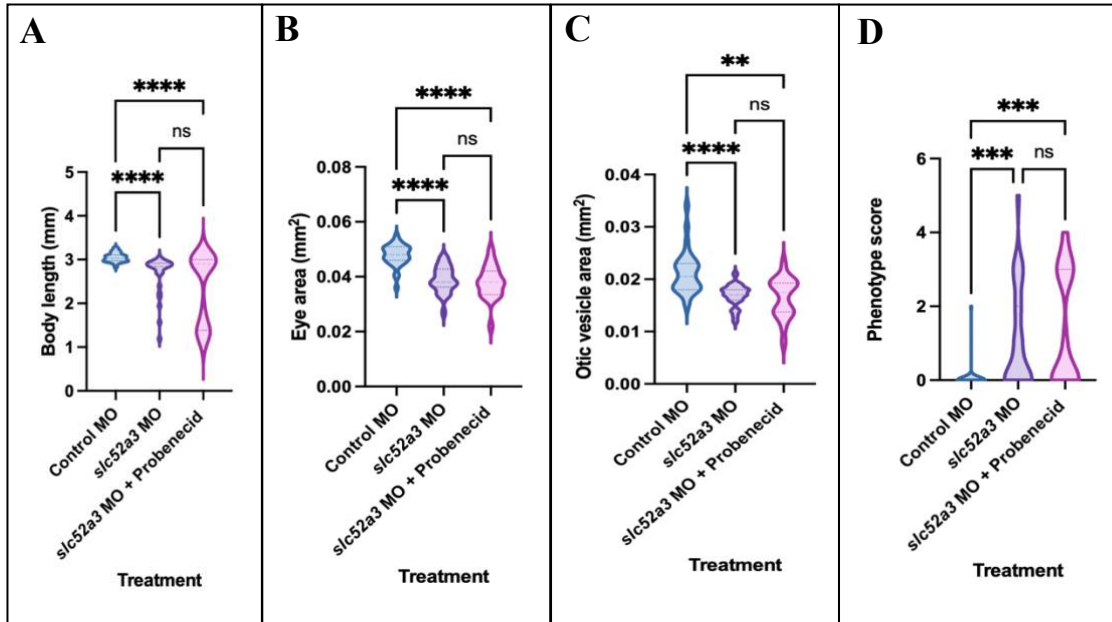 A
****
ns
****
Body length (mm)
5
4
3
2
1
0
Control MO
slc52a3 MO
slc52a3 MO + Probenecid
Treatment
B
****
ns
****
Eye area (mm²)
0.08
0.06
0.04
0.02
0.00
Control MO
slc52a3 MO
slc52a3 MO + Probenecid
Treatment
C
**
ns
****
Otic vesicle area (mm²)
0.04
0.03
0.02
0.01
0.00
Control MO
slc52a3 MO
slc52a3 MO + Probenecid
Treatment
D
***
***
ns
Phenotype score
6
4
2
0
Control MO
slc52a3 MO
slc52a3 MO + Probenecid
Treatment